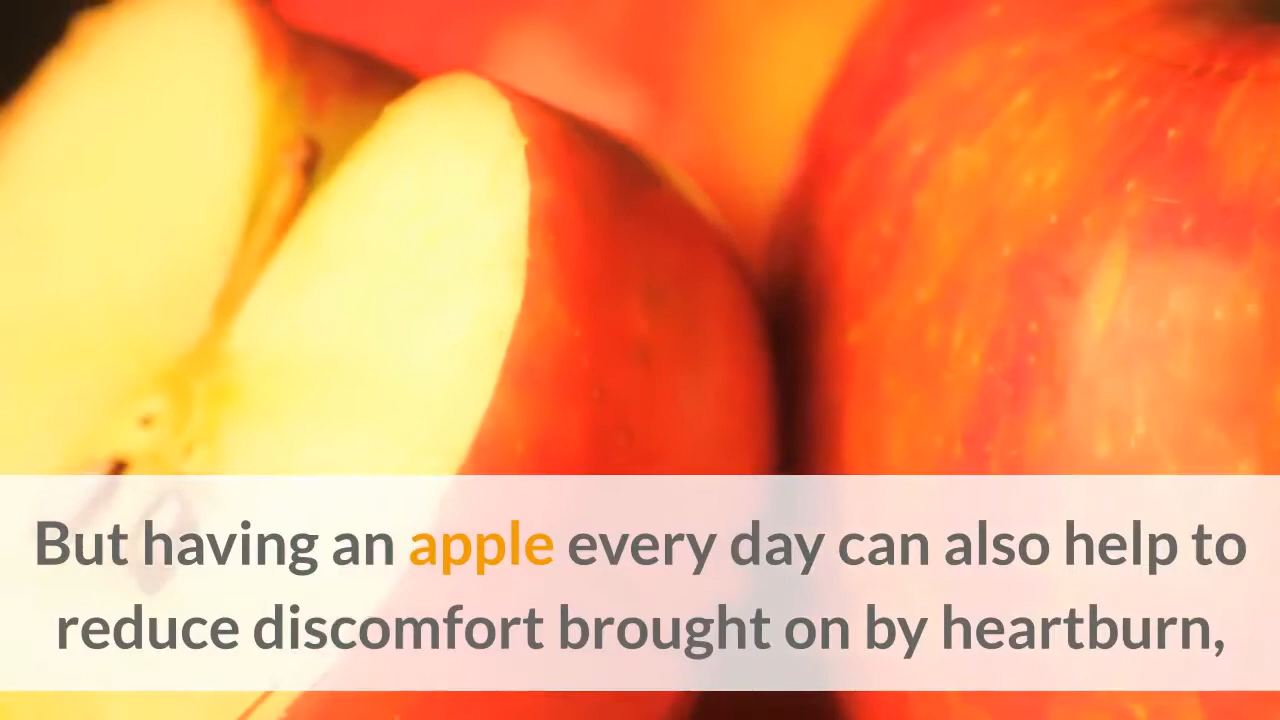 But having an apple every day can also help to
reduce discomfort brought on by heartburn,